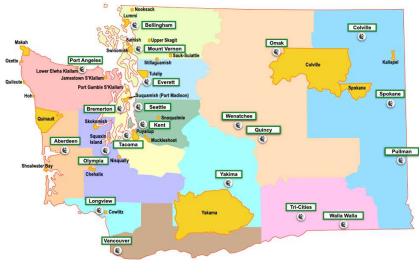 Nooksack
Lummi
Bellingham
Samish
Upper Skagit
Swinomish
Mount Vernon
Sauk-Suiattle
Stillaguamish
Makah
Ozette
Port Angeles
Lower Elwha Klallam
Jamestown S'Klallam
Tulalip
Everett
Quileute
Port Gamble S'Klallam
Hoh
Suquamish (Port Madison)
Bremerton
Seattle
Skokomish
Snoqualmie
Kent
Quinault
Squaxin
Island
Puyallup
Muckleshoot
Aberdeen
Tacoma
Olympia
Nisqually
Shoalwater Bay
Chehalis
Longview
Cowlitz
Vancouver
Omak
Colville
Colville
Kalispel
Spokane
Spokane
Wenatchee
Quincy
Pullman
Yakima
Yakama
Tri-Cities
Walla Walla